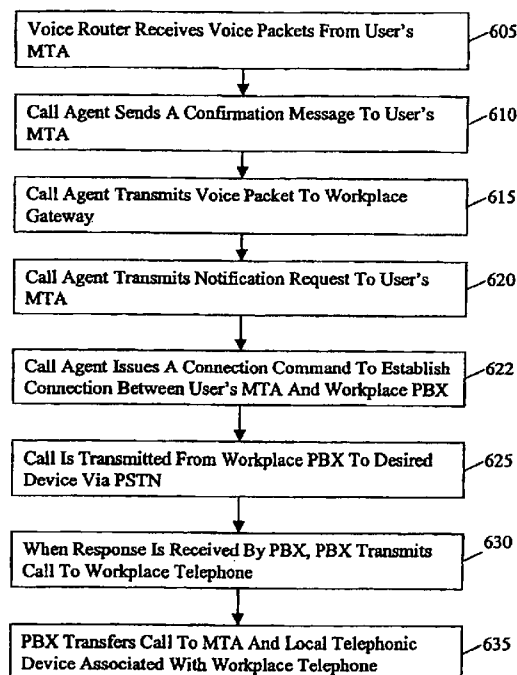 Voice Router Receives Voice Packets From User's
MTA
605
Call Agent Sends A Confirmation Message To User's
MTA
610
Call Agent Transmits Voice Packet To Workplace
Gateway
615
Call Agent Transmits Notification Request To User's
MTA
620
Call Agent Issues A Connection Command To Establish
Connection Between User's MTA And Workplace PBX
622
Call Is Transmitted From Workplace PBX To Desired
Device Via PSTN
625
When Response Is Received By PBX, PBX Transmits
Call To Workplace Telephone
630
PBX Transfers Call To MTA And Local Telephonic
Device Associated With Workplace Telephone
635